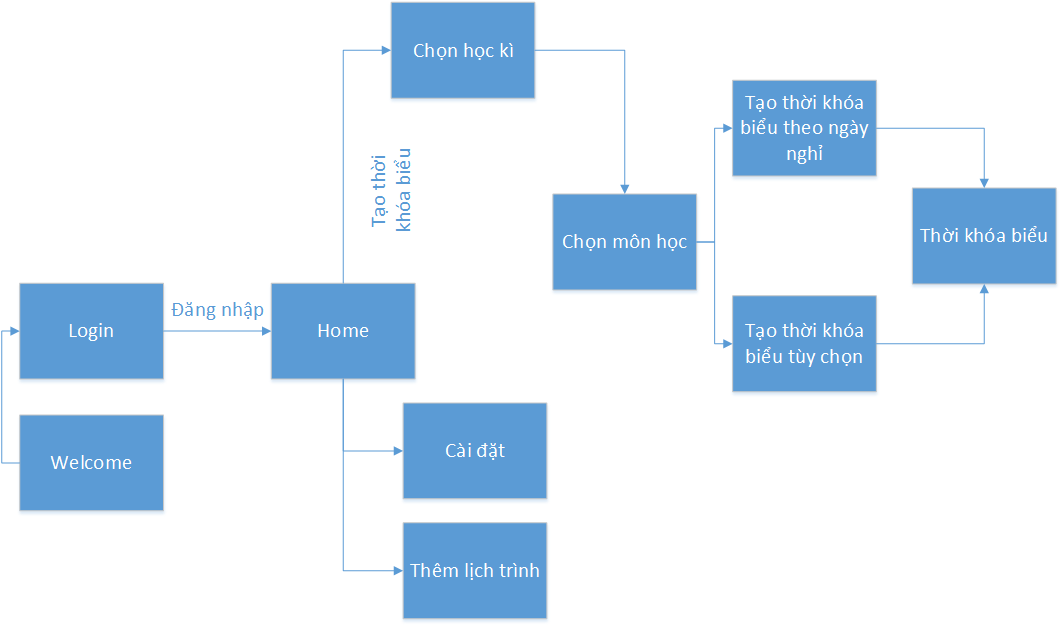 Chọn học kì
Tạo thời
khóa biểu
Tạo thời khóa
biểu theo ngày
nghỉ
Chọn môn học
Thời khóa biểu
Đăng nhập
Login
Home
Tạo thời khóa
biểu tùy chọn
Welcome
Cài đặt
Thêm lịch trình